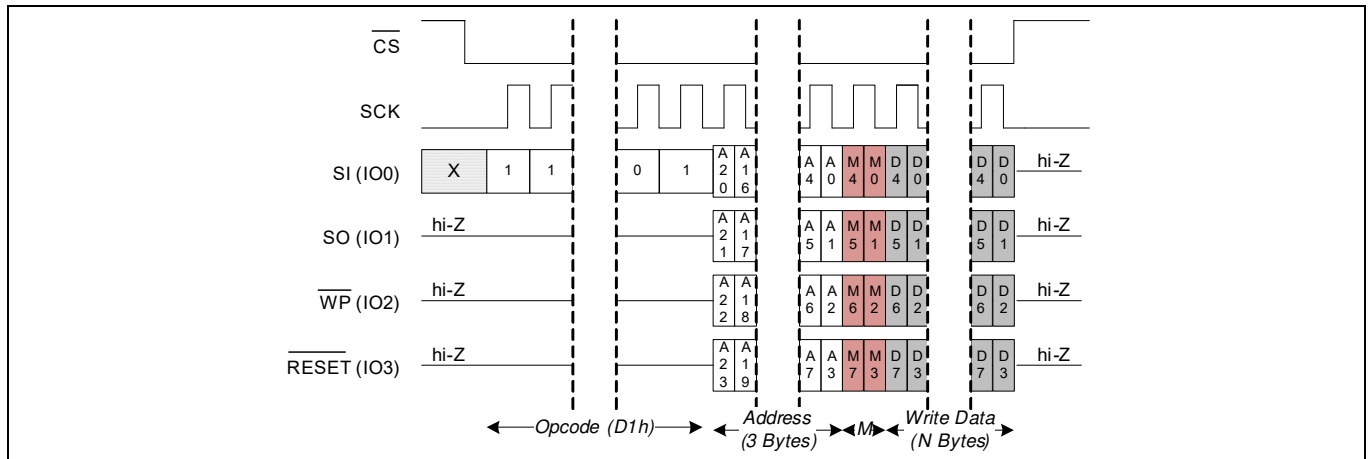 CS
SCK
SI (IO0) X 1 1 0 1 A20 A16 A4 A0 M4 M0 D4 D0 D4 D0 hi-Z
SO (IO1) hi-Z A21 A17 A5 A1 M5 M1 D5 D1 D5 D1 hi-Z
WP (IO2) hi-Z A22 A18 A6 A2 M6 M2 D6 D2 D6 D2 hi-Z
RESET (IO3) hi-Z A23 A19 A7 A3 M7 M3 D7 D3 D7 D3 hi-Z
Opcode (D1h) Address M Write Data
(3 Bytes) (N Bytes)